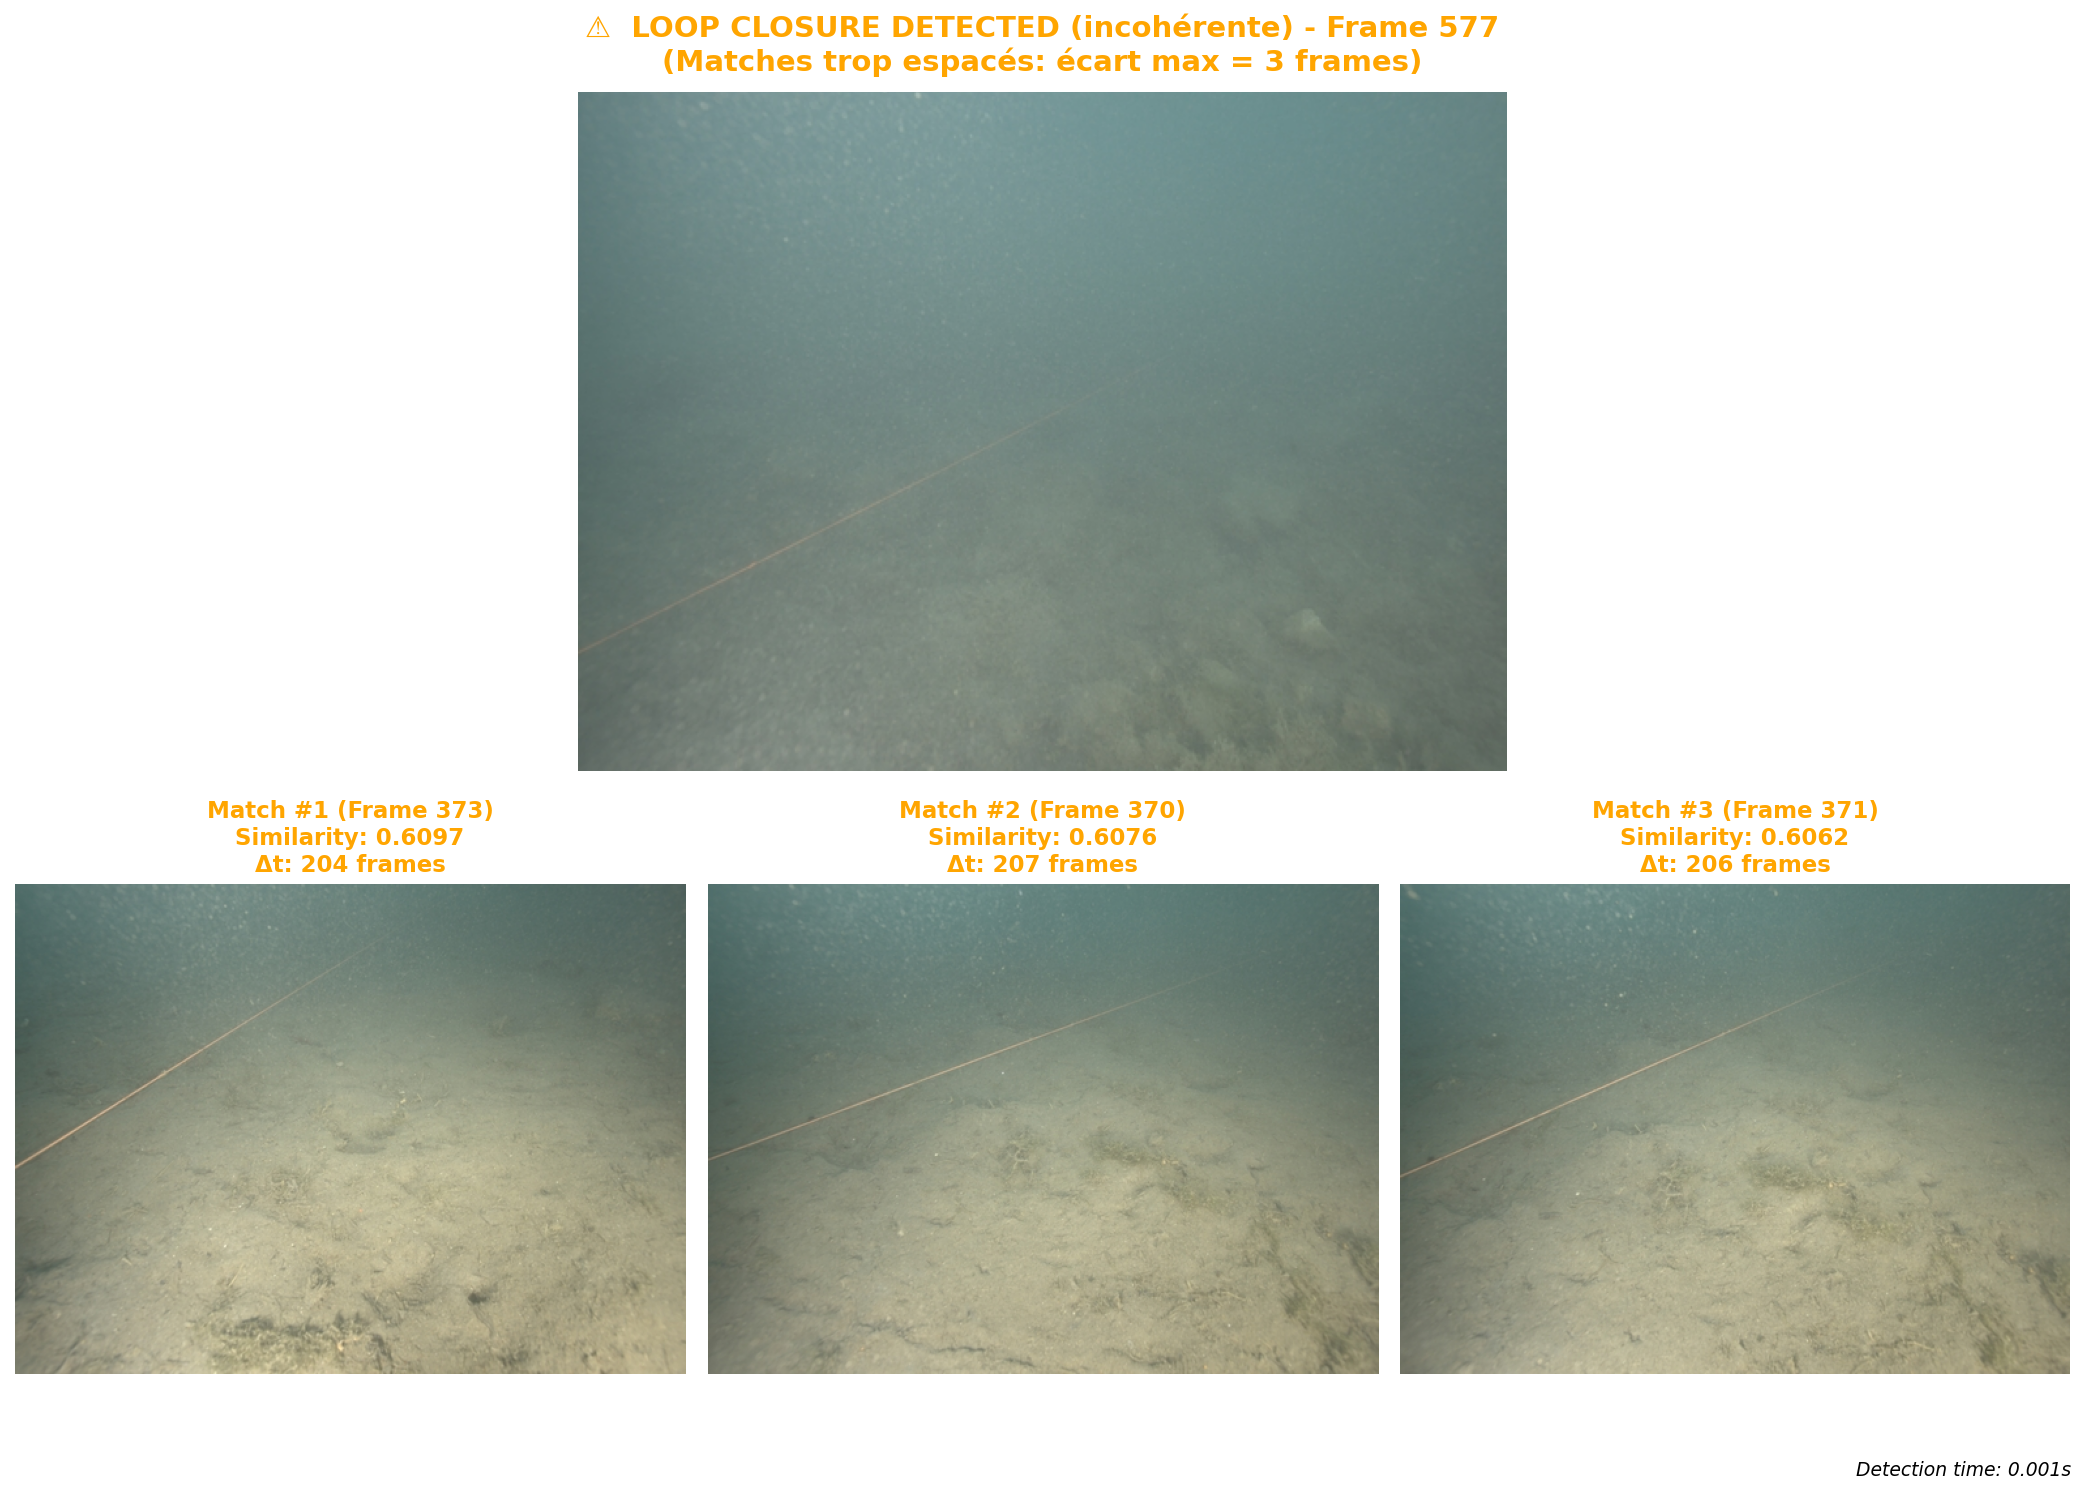 ⚠ LOOP CLOSURE DETECTED (incohérente) - Frame 577
(Matches trop espacés: écart max = 3 frames)
Match #1 (Frame 373)
Similarity: 0.6097
Δt: 204 frames
Match #2 (Frame 370)
Similarity: 0.6076
Δt: 207 frames
Match #3 (Frame 371)
Similarity: 0.6062
Δt: 206 frames
Detection time: 0.001s